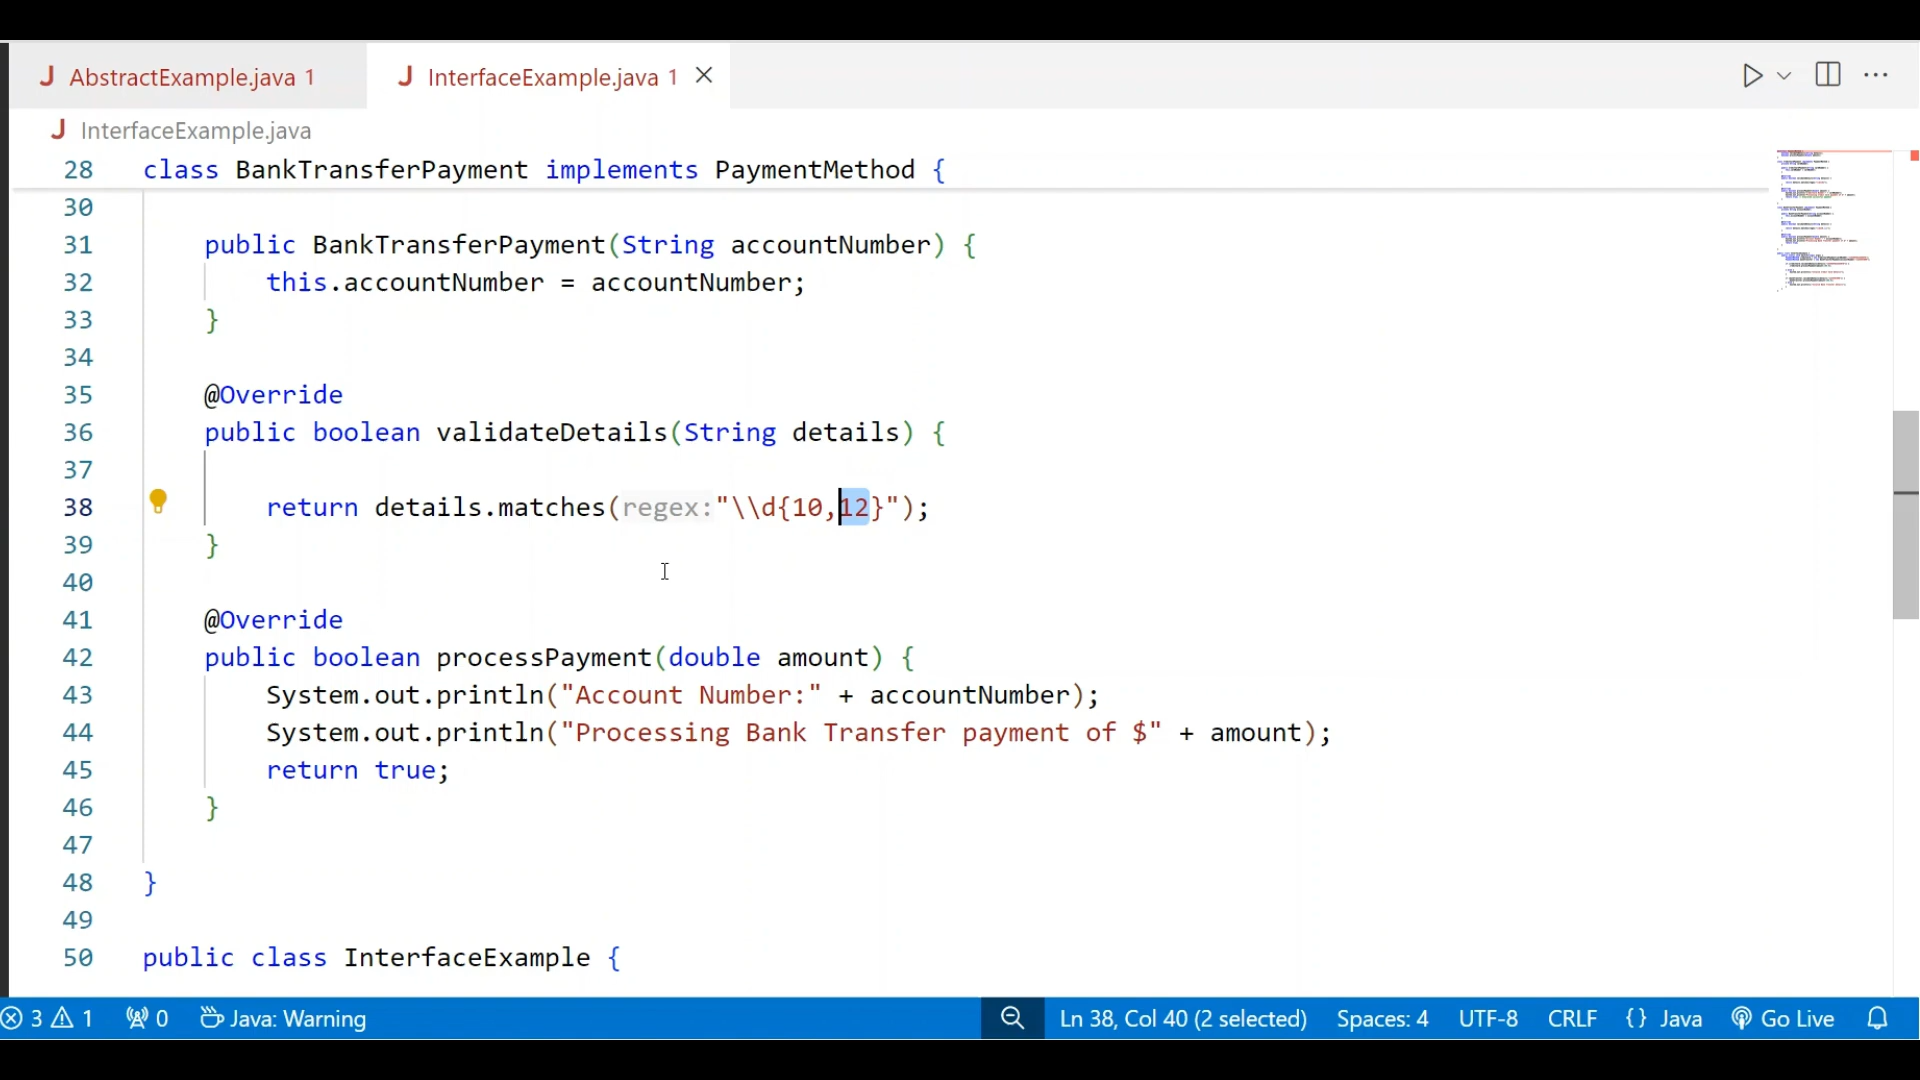 J AbstractExample.java 1 J InterfaceExample.java 1
J InterfaceExample.java
28 class BankTransferPayment implements PaymentMethod {
30
31 public BankTransferPayment(String accountNumber) {
32 this.accountNumber = accountNumber;
33 }
34
35 @Override
36 public boolean validateDetails(String details) {
37
38 return details.matches(regex:"\\d{10,12}");
39 }
40
41 @Override
42 public boolean processPayment(double amount) {
43 System.out.println("Account Number:" + accountNumber);
44 System.out.println("Processing Bank Transfer payment of $" + amount);
45 return true;
46 }
47
48 }
49
50 public class InterfaceExample {
3 1 0 Java: Warning Ln 38, Col 40 (2 selected) Spaces: 4 UTF-8 CRLF {} Java Go Live